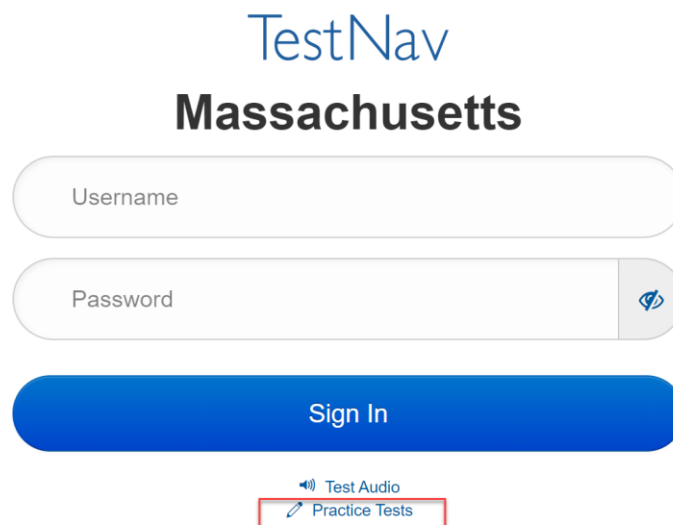 TestNav
Massachusetts
Username
Password
Sign In
Test Audio
Practice Tests